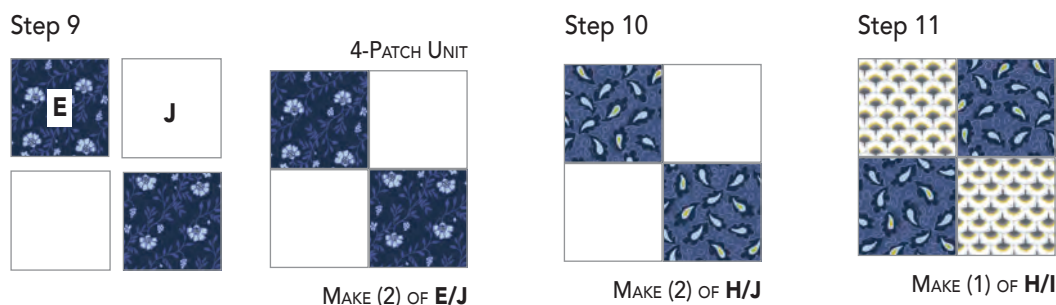 Step 9
E
J
4-Patch Unit
Make (2) of E/J
Step 10
Make (2) of H/J
Step 11
Make (1) of H/I